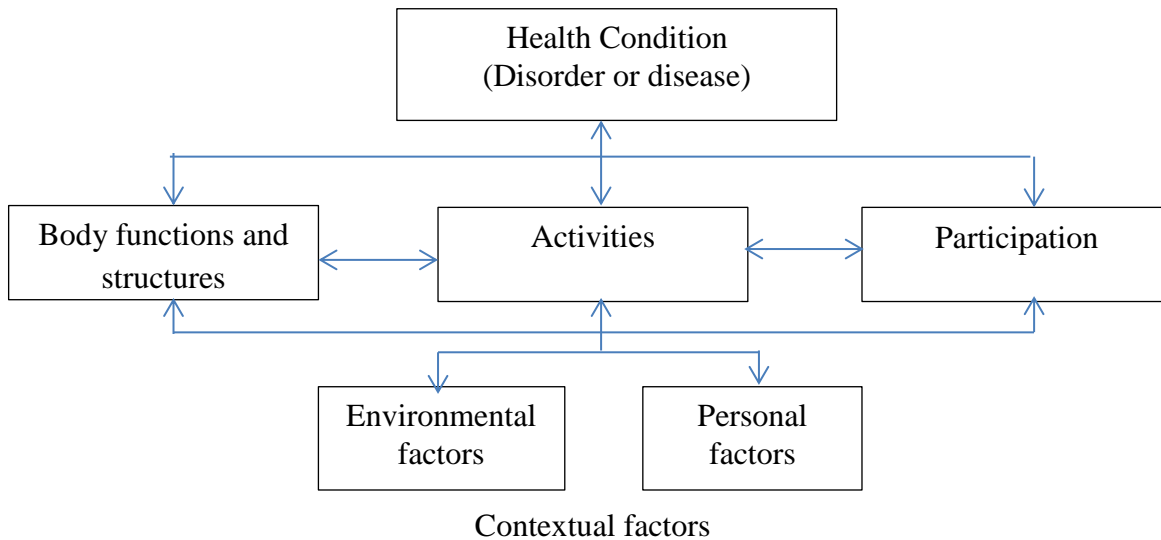 Health Condition
(Disorder or disease)
Body functions and
structures
Activities
Participation
Environmental
factors
Personal
factors
Contextual factors